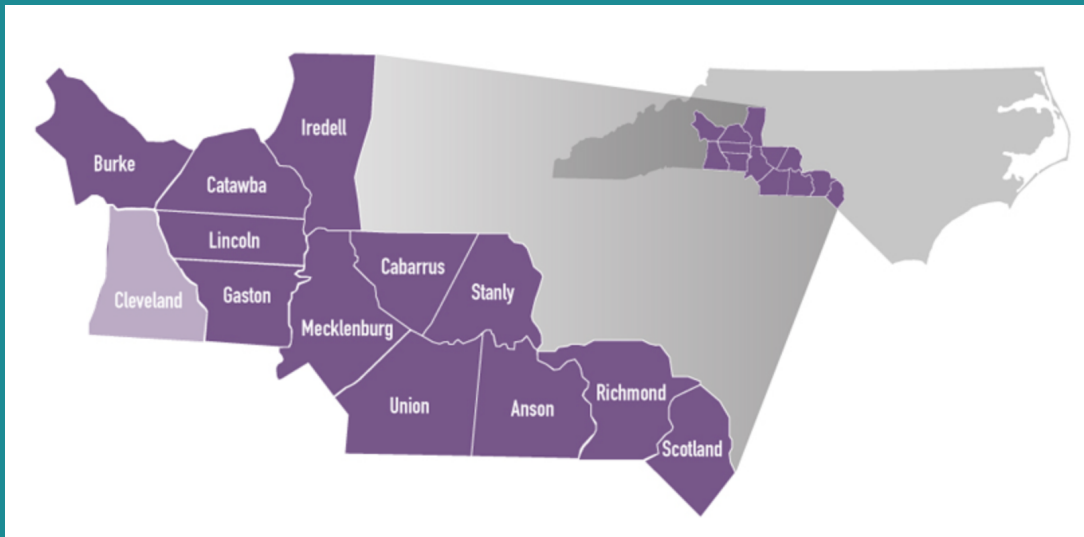 Iredell
Burke
Catawba
Lincoln
Cabarrus
Cleveland
Gaston
Stanly
Mecklenburg
Union
Anson
Richmond
Scotland